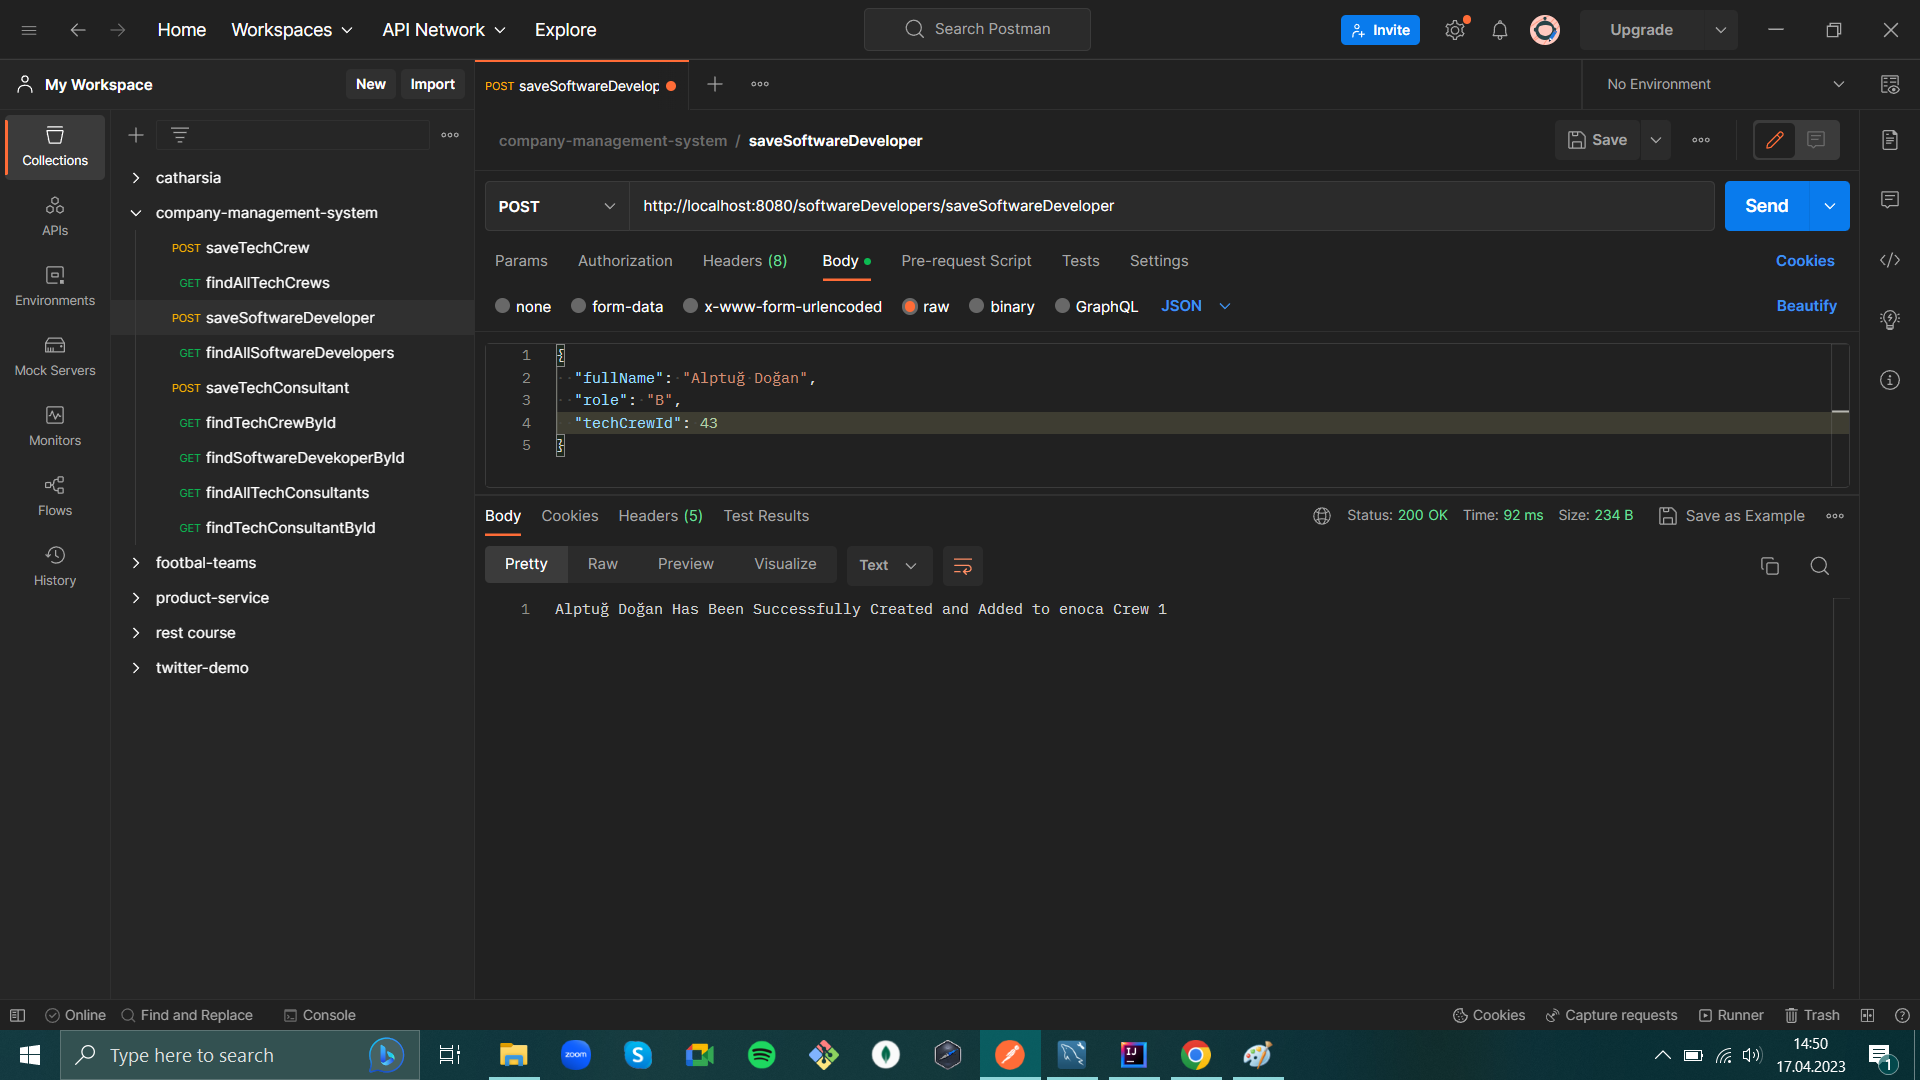 Home Workspaces API Network Explore Search Postman Invite Upgrade
My Workspace New Import POST saveSoftwareDevelop No Environment
Collections
APIs
Environments
Mock Servers
Monitors
Flows
History
catharsia
company-management-system
POST saveTechCrew
GET findAllTechCrews
POST saveSoftwareDeveloper
GET findAllSoftwareDevelopers
POST saveTechConsultant
GET findTechCrewById
GET findSoftwareDevekoperById
GET findAllTechConsultants
GET findTechConsultantById
footbal-teams
product-service
rest course
twitter-demo
company-management-system / saveSoftwareDeveloper Save
POST http://localhost:8080/softwareDevelopers/saveSoftwareDeveloper Send
Params Authorization Headers (8) Body Pre-request Script Tests Settings Cookies
none form-data x-www-form-urlencoded raw binary GraphQL JSON Beautify
1 {
2 "fullName": "Alptuğ Doğan",
3 "role": "B",
4 "techCrewId": 43
5 }
Body Cookies Headers (5) Test Results Status: 200 OK Time: 92 ms Size: 234 B Save as Example
Pretty Raw Preview Visualize Text
1 Alptuğ Doğan Has Been Successfully Created and Added to enoca Crew 1
Online Find and Replace Console Cookies Capture requests Runner Trash
Type here to search zoom IJ 14:50
17.04.2023 1